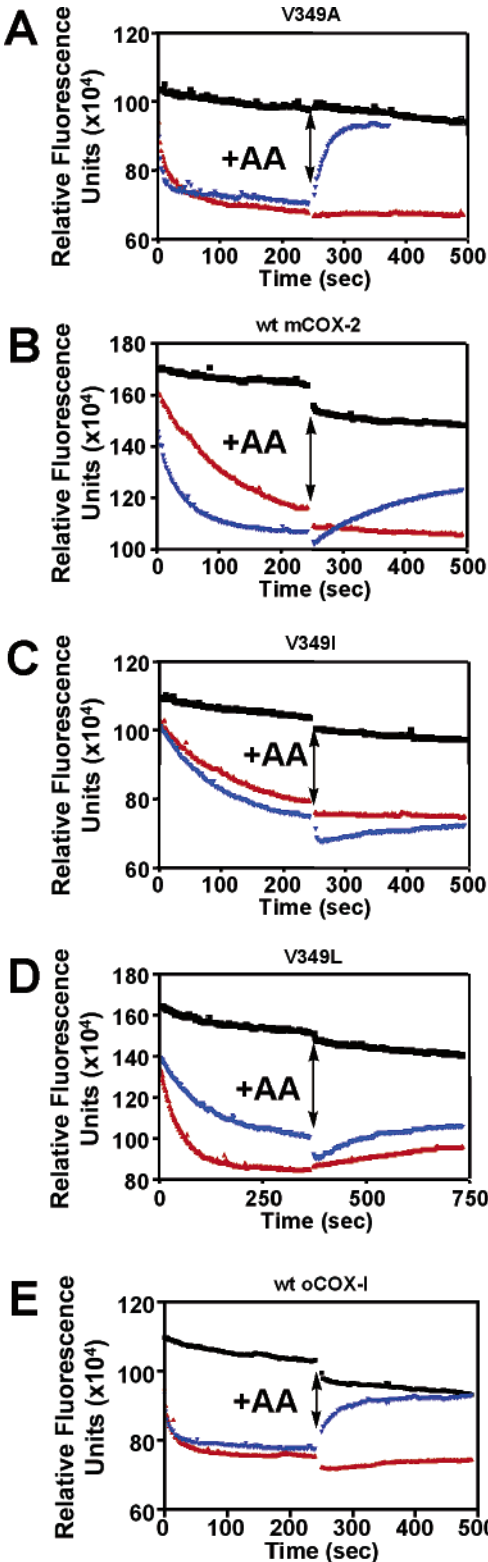 A
V349A
Relative Fluorescence
Units (x10⁴)
120
100
80
60
+AA
0 100 200 300 400 500
Time (sec)
B
wt mCOX-2
Relative Fluorescence
Units (x10⁴)
180
160
140
120
100
+AA
0 100 200 300 400 500
Time (sec)
C
V349I
Relative Fluorescence
Units (x10⁴)
120
100
80
60
+AA
0 100 200 300 400 500
Time (sec)
D
V349L
Relative Fluorescence
Units (x10⁴)
180
160
140
120
100
80
+AA
0 250 500 750
Time (sec)
E
wt oCOX-I
Relative Fluorescence
Units (x10⁴)
120
100
80
60
+AA
0 100 200 300 400 500
Time (sec)